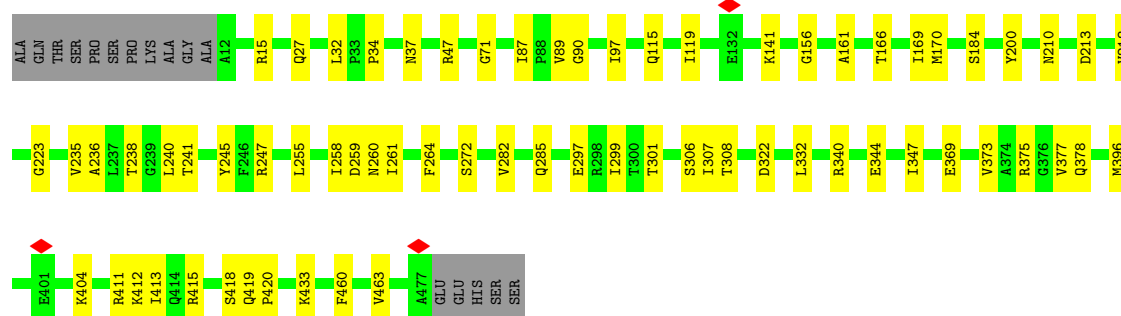 ALA GLN THR SER PRO SER PRO LYS ALA GLY ALA A12 R15 Q27 L32 P33 P34 N37 R47 G71 I87 P88 V89 G90 I97 Q115 I119 E132 K141 G156 A161 T166 I169 M170 S184 Y200 N210 D213
G223 V235 A236 L237 T238 G239 L240 T241 Y245 F246 R247 L255 I258 D259 N260 I261 F264 S272 V282 Q285 E297 R298 I299 T300 T301 S306 I307 T308 D322 L332 R340 E344 I347 E369 V373 A374 R375 G376 V377 Q378 M396
E401 K404 R411 K412 I413 Q414 R415 S418 Q419 P420 K433 F460 V463 A477 GLU GLU HIS SER SER